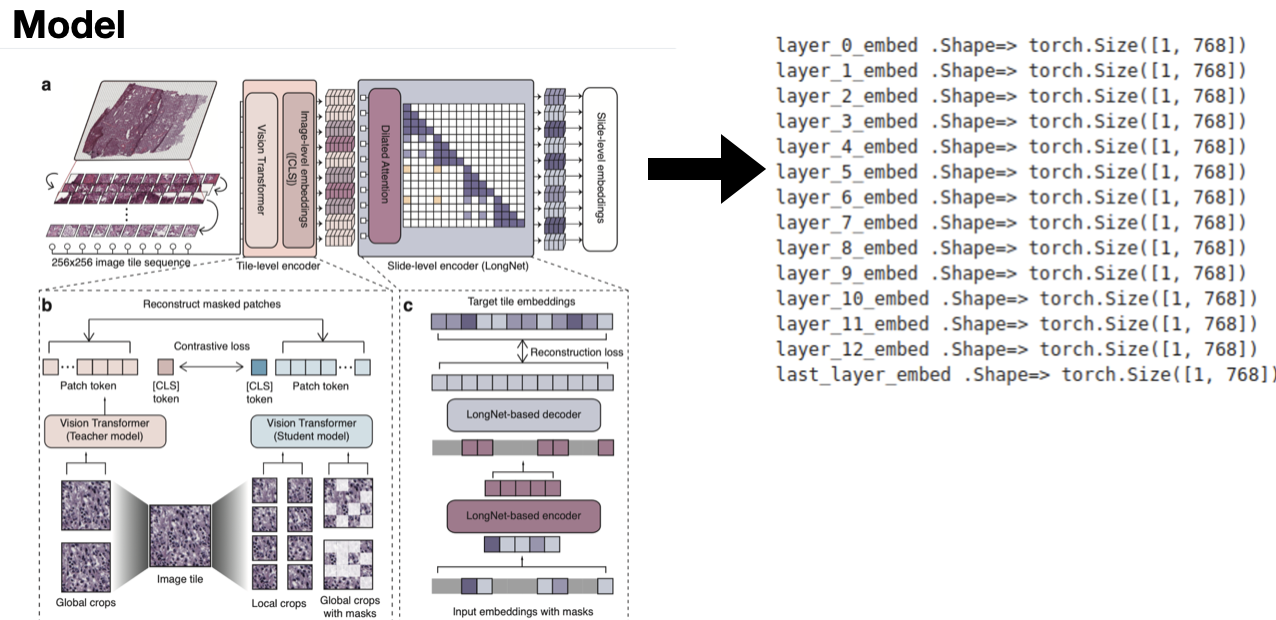 Model
a
Vision Transformer
Image-level embeddings
([CLS])
Dilated Attention
Slide-level embeddings
256x256 image tile sequence
Tile-level encoder
Slide-level encoder (LongNet)
b
Reconstruct masked patches
Contrastive loss
Patch token
[CLS]
token
[CLS]
token
Patch token
Vision Transformer
(Teacher model)
Vision Transformer
(Student model)
Image tile
Global crops
Local crops
Global crops
with masks
c
Target tile embeddings
Reconstruction loss
LongNet-based decoder
LongNet-based encoder
Input embeddings with masks
layer_0_embed .Shape=> torch.Size([1, 768])
layer_1_embed .Shape=> torch.Size([1, 768])
layer_2_embed .Shape=> torch.Size([1, 768])
layer_3_embed .Shape=> torch.Size([1, 768])
layer_4_embed .Shape=> torch.Size([1, 768])
layer_5_embed .Shape=> torch.Size([1, 768])
layer_6_embed .Shape=> torch.Size([1, 768])
layer_7_embed .Shape=> torch.Size([1, 768])
layer_8_embed .Shape=> torch.Size([1, 768])
layer_9_embed .Shape=> torch.Size([1, 768])
layer_10_embed .Shape=> torch.Size([1, 768])
layer_11_embed .Shape=> torch.Size([1, 768])
layer_12_embed .Shape=> torch.Size([1, 768])
last_layer_embed .Shape=> torch.Size([1, 768])